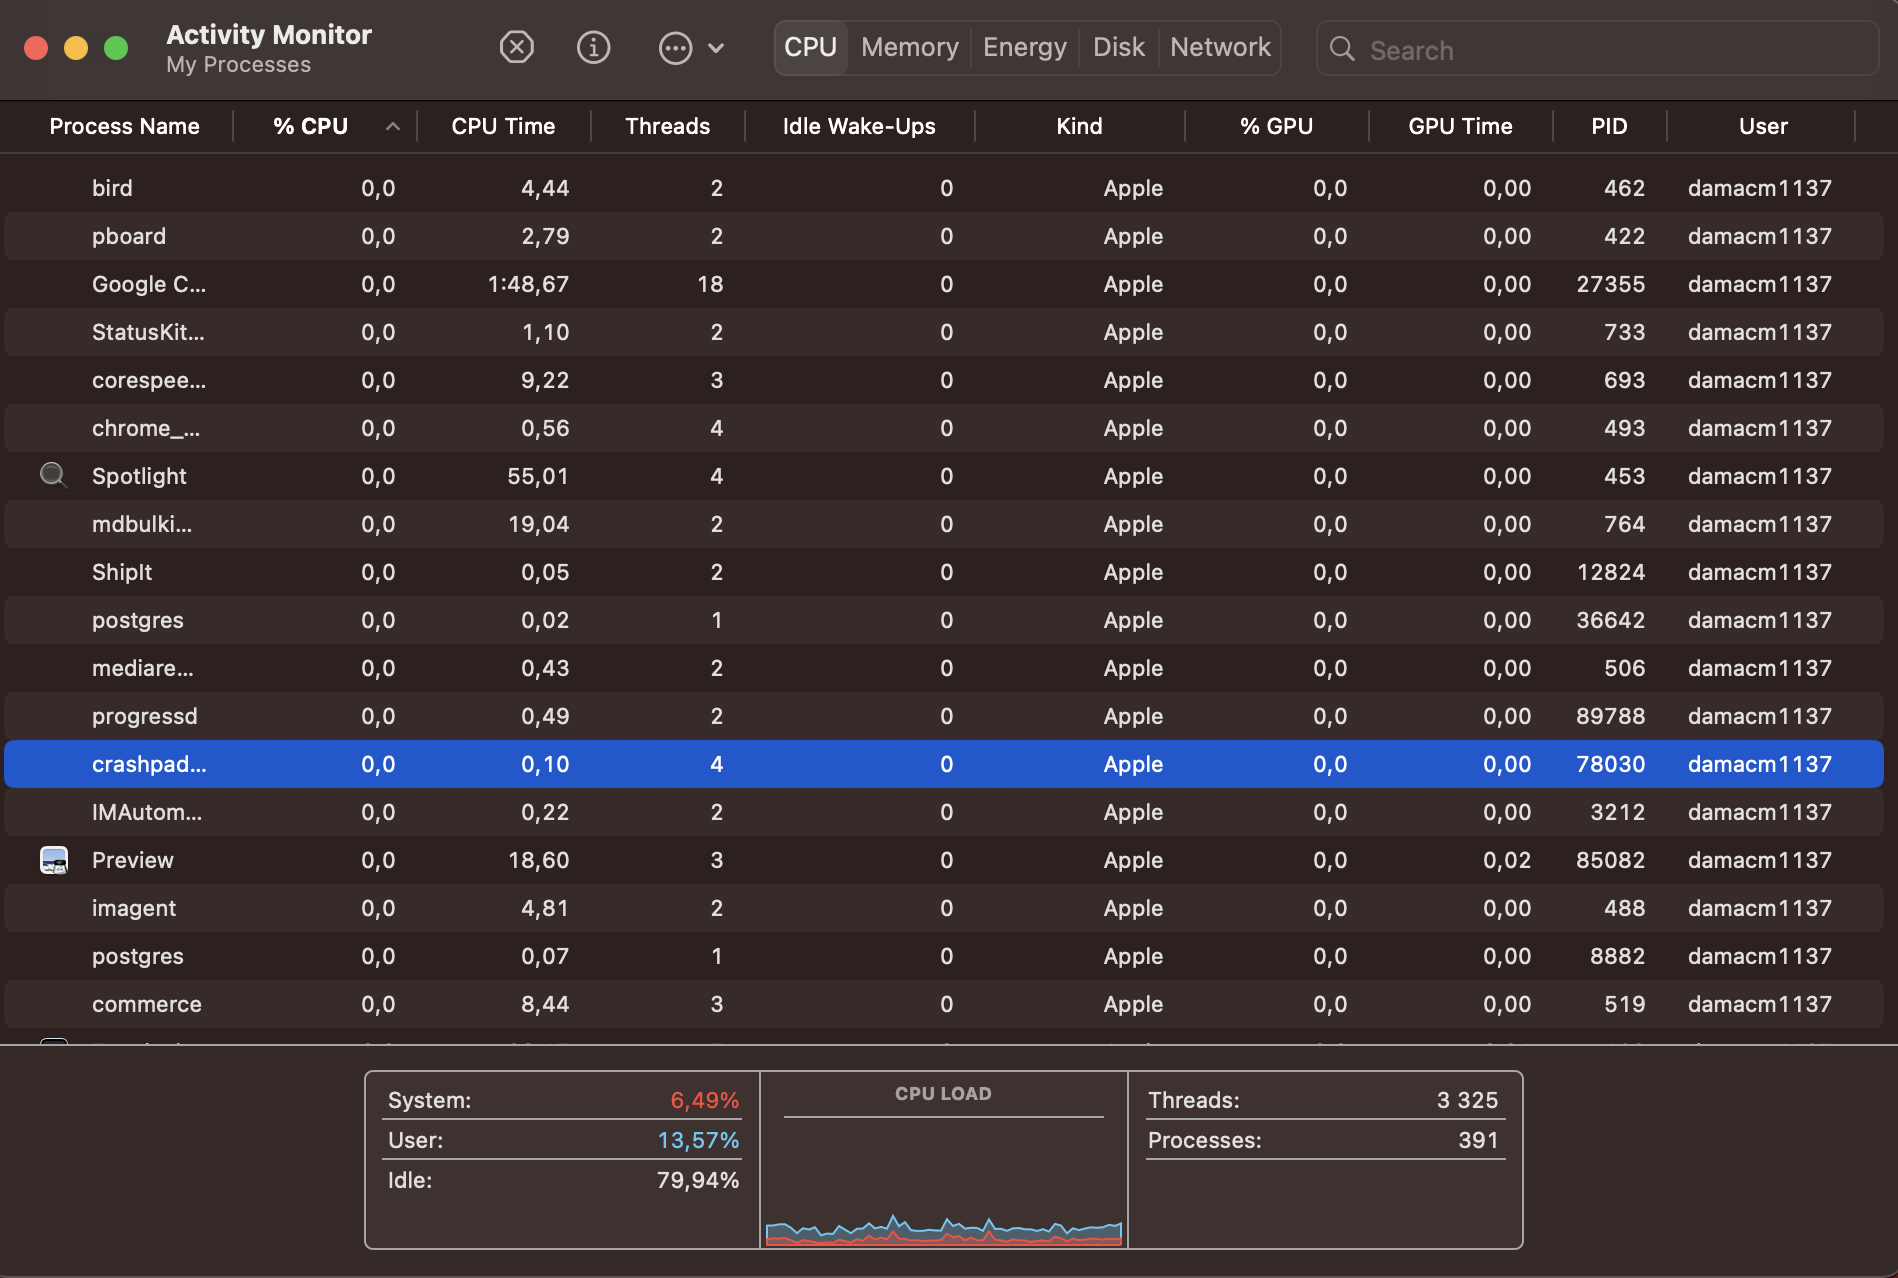 Activity Monitor
My Processes
CPU Memory Energy Disk Network Search
Process Name % CPU CPU Time Threads Idle Wake-Ups Kind % GPU GPU Time PID User
bird 0,0 4,44 2 0 Apple 0,0 0,00 462 damacm1137
pboard 0,0 2,79 2 0 Apple 0,0 0,00 422 damacm1137
Google C... 0,0 1:48,67 18 0 Apple 0,0 0,00 27355 damacm1137
StatusKit... 0,0 1,10 2 0 Apple 0,0 0,00 733 damacm1137
corespee... 0,0 9,22 3 0 Apple 0,0 0,00 693 damacm1137
chrome_... 0,0 0,56 4 0 Apple 0,0 0,00 493 damacm1137
Spotlight 0,0 55,01 4 0 Apple 0,0 0,00 453 damacm1137
mdbulki... 0,0 19,04 2 0 Apple 0,0 0,00 764 damacm1137
ShipIt 0,0 0,05 2 0 Apple 0,0 0,00 12824 damacm1137
postgres 0,0 0,02 1 0 Apple 0,0 0,00 36642 damacm1137
mediare... 0,0 0,43 2 0 Apple 0,0 0,00 506 damacm1137
progressd 0,0 0,49 2 0 Apple 0,0 0,00 89788 damacm1137
crashpad... 0,0 0,10 4 0 Apple 0,0 0,00 78030 damacm1137
IMAutom... 0,0 0,22 2 0 Apple 0,0 0,00 3212 damacm1137
Preview 0,0 18,60 3 0 Apple 0,0 0,02 85082 damacm1137
imagent 0,0 4,81 2 0 Apple 0,0 0,00 488 damacm1137
postgres 0,0 0,07 1 0 Apple 0,0 0,00 8882 damacm1137
commerce 0,0 8,44 3 0 Apple 0,0 0,00 519 damacm1137
System: 6,49%
User: 13,57%
Idle: 79,94%
CPU LOAD
Threads: 3 325
Processes: 391